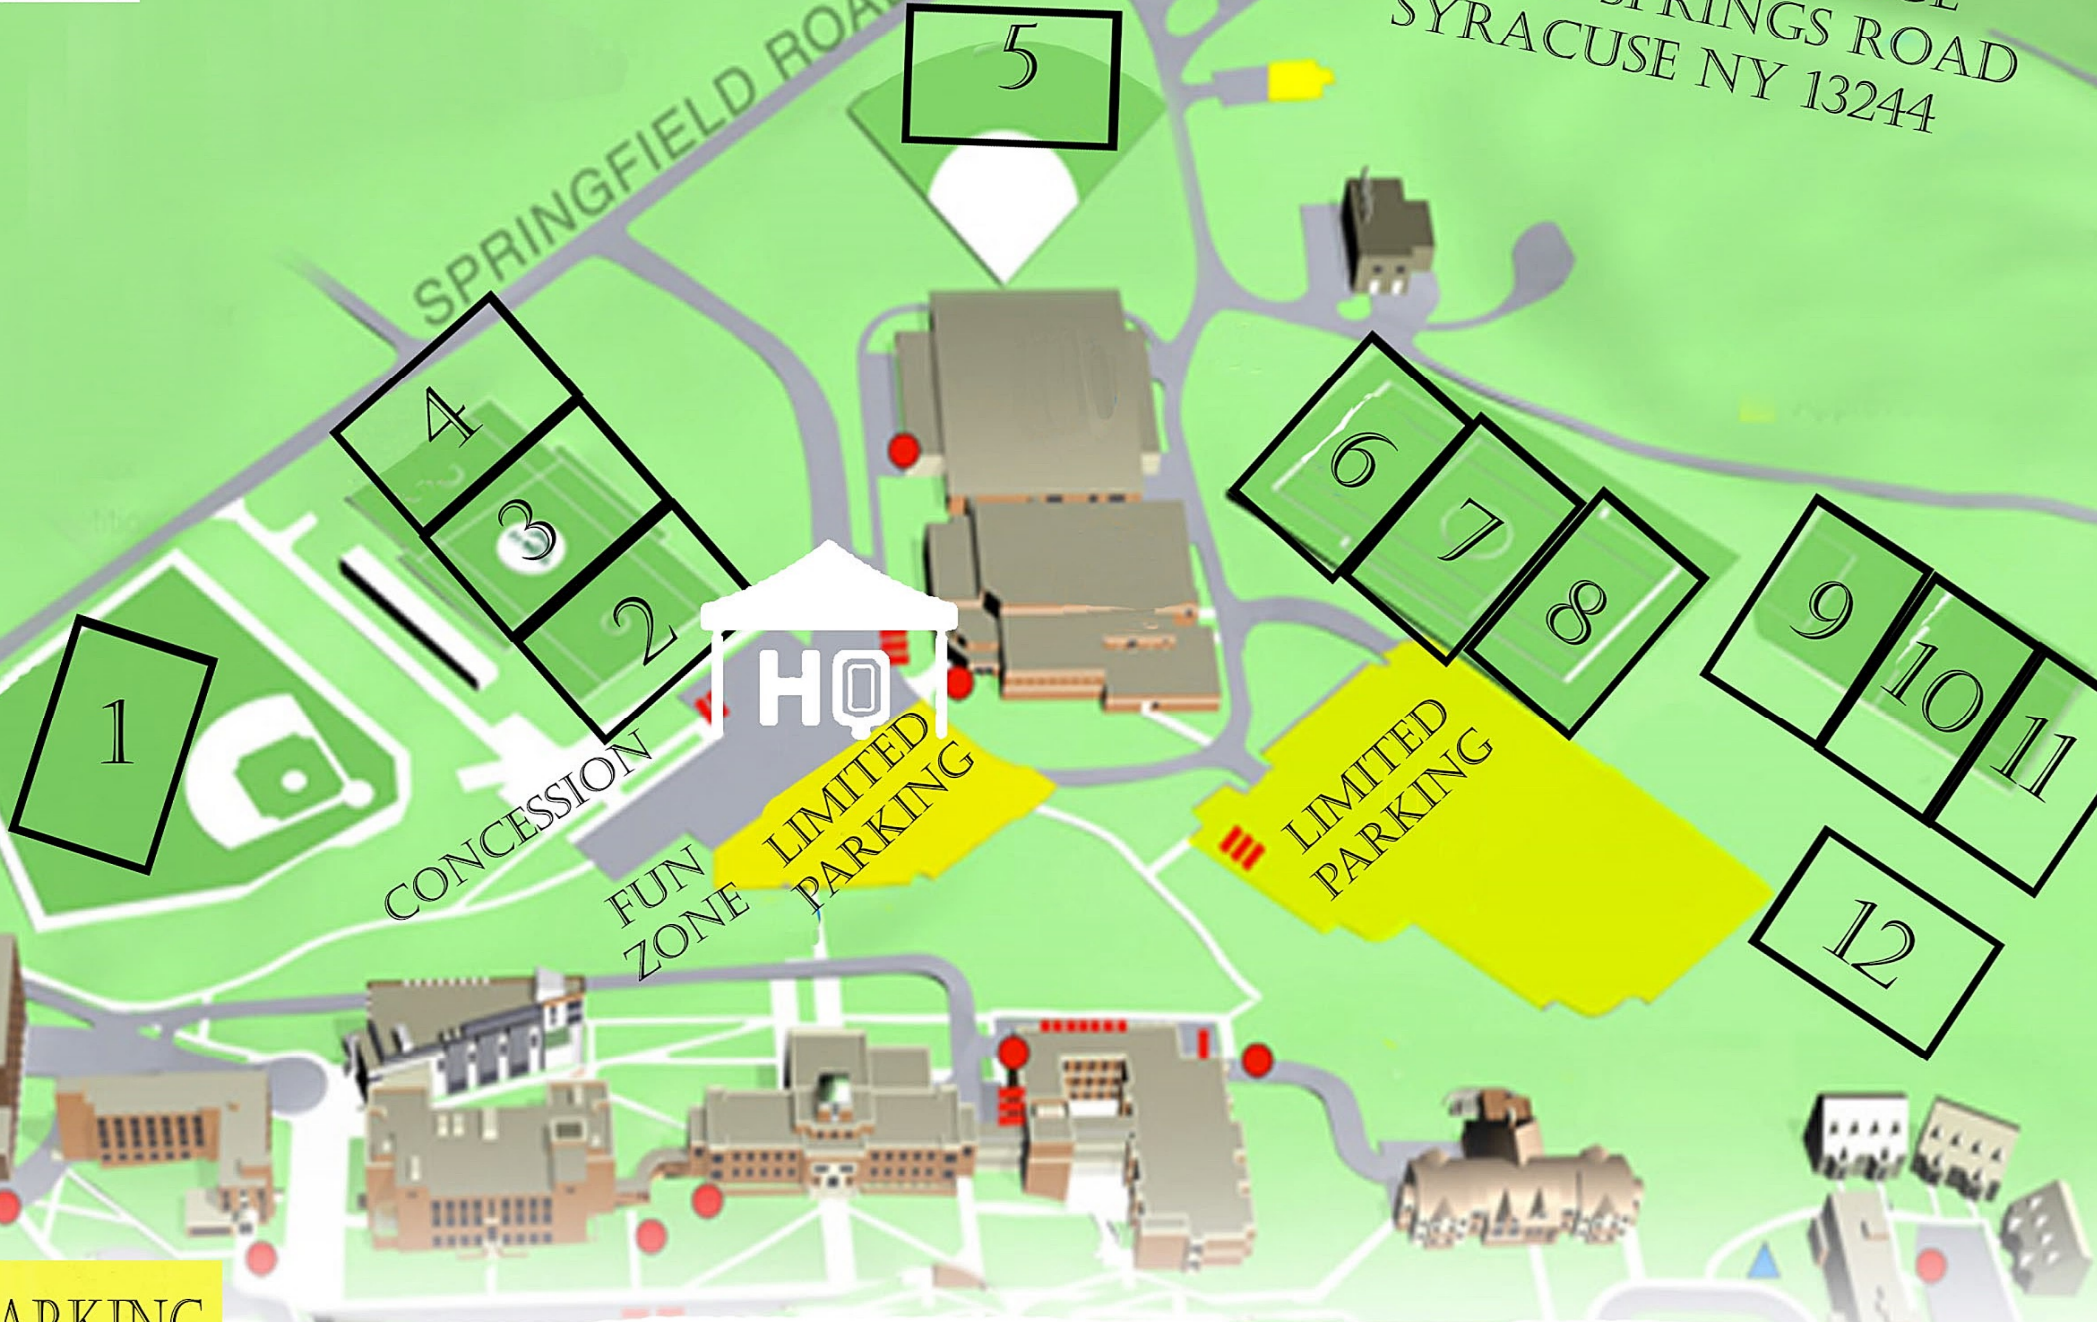 SPRINGS ROAD
SYRACUSE NY 13244
SPRINGFIELD ROAD
5
4
3
2
1
6
7
8
9
10
11
12
HQ
CONCESSION
FUN
ZONE
LIMITED
PARKING
LIMITED
PARKING
ARKING